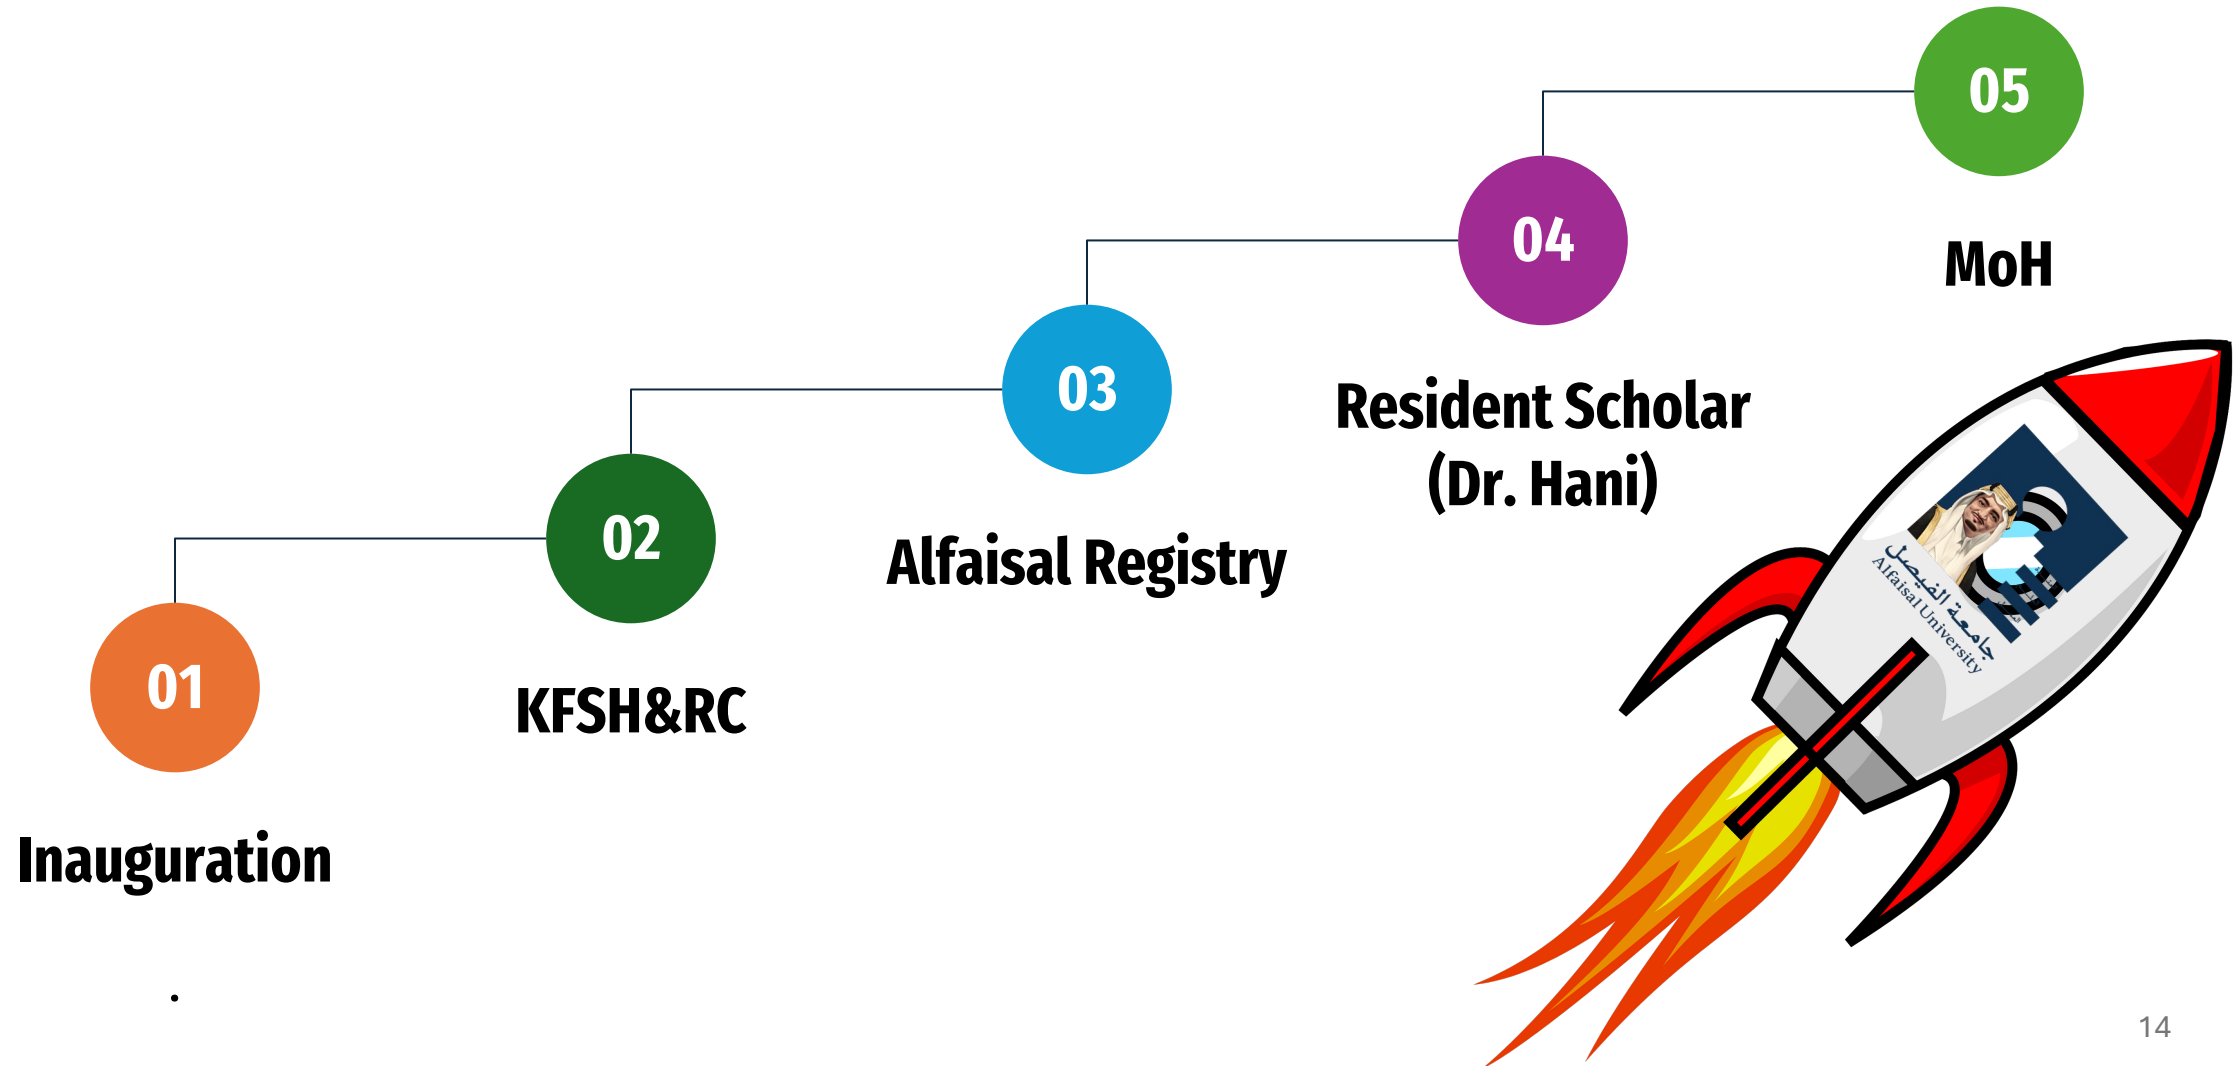 01
Inauguration
.
02
KFSH&RC
03
Alfaisal Registry
04
Resident Scholar
(Dr. Hani)
05
MoH
جامعة الفيصل
Alfaisal University
14